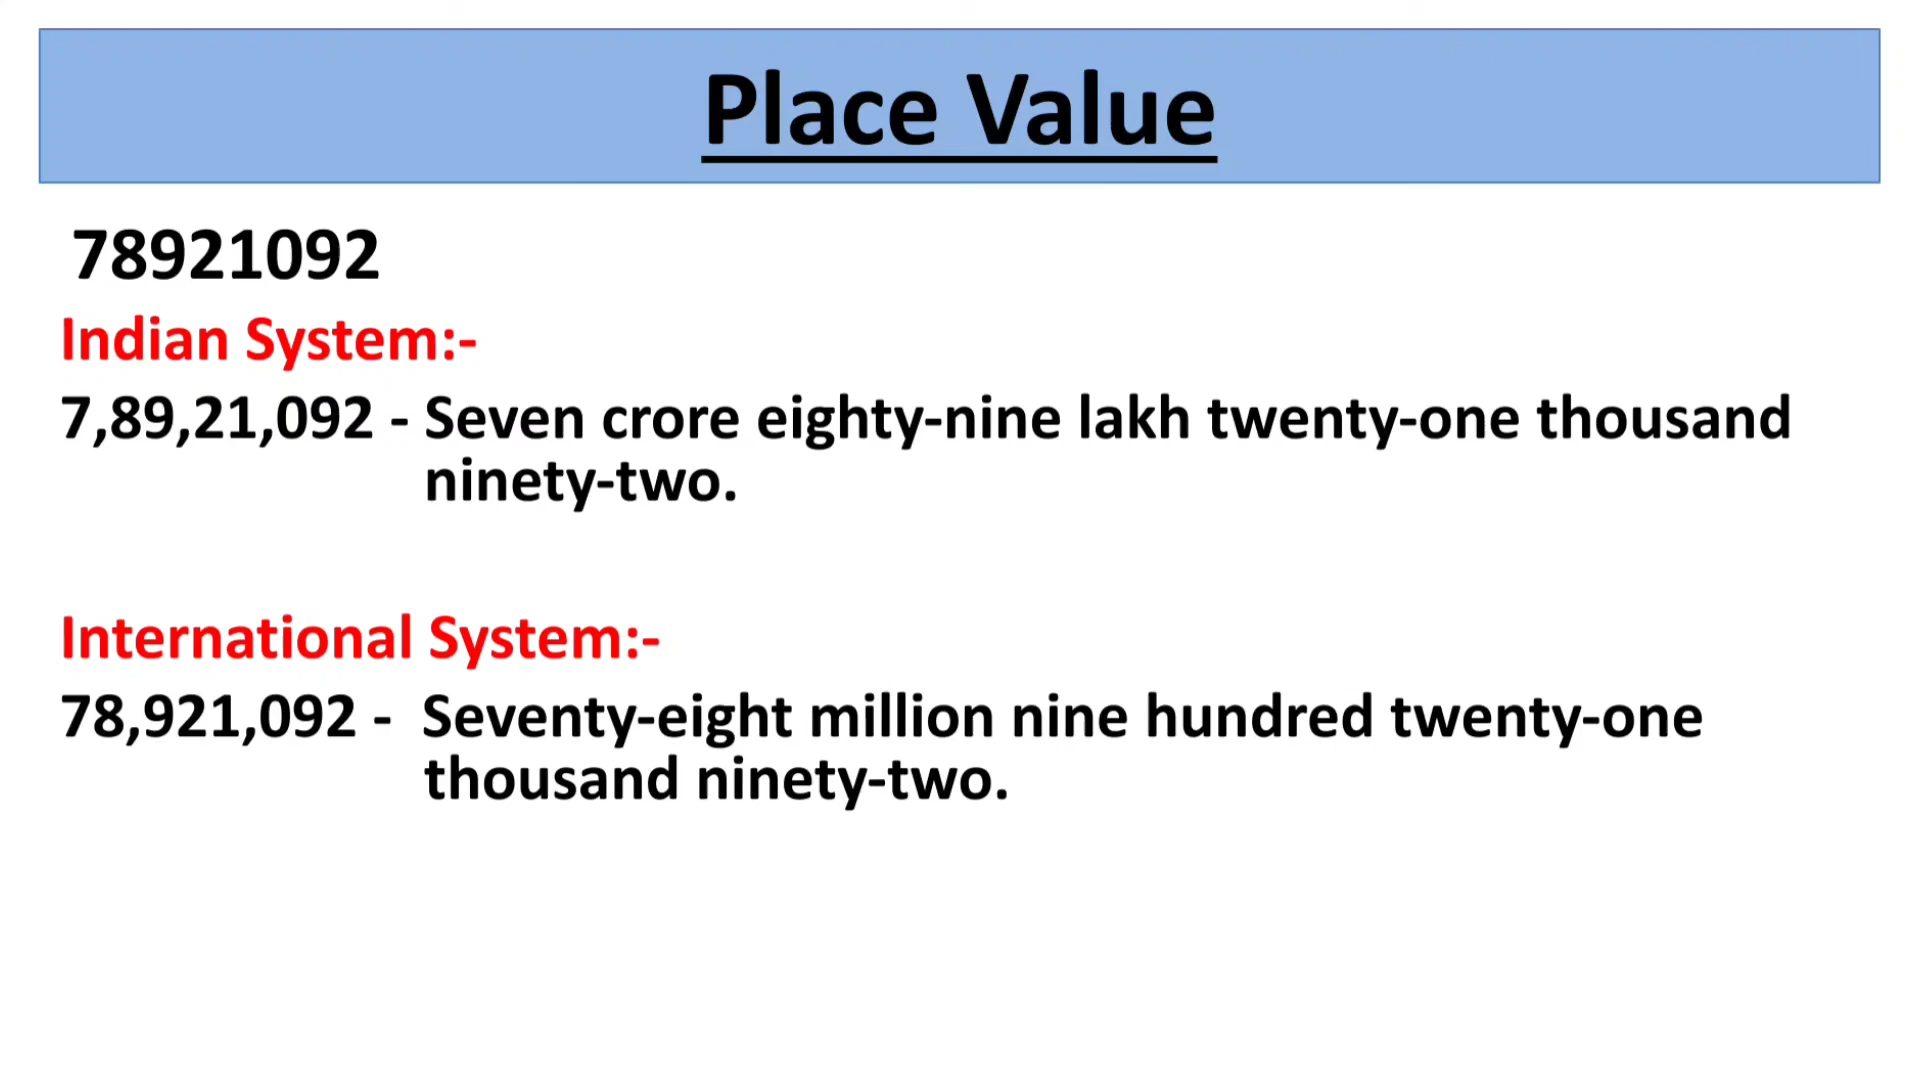 Place Value
78921092
Indian System:-
7,89,21,092 - Seven crore eighty-nine lakh twenty-one thousand
ninety-two.
International System:-
78,921,092 - Seventy-eight million nine hundred twenty-one
thousand ninety-two.